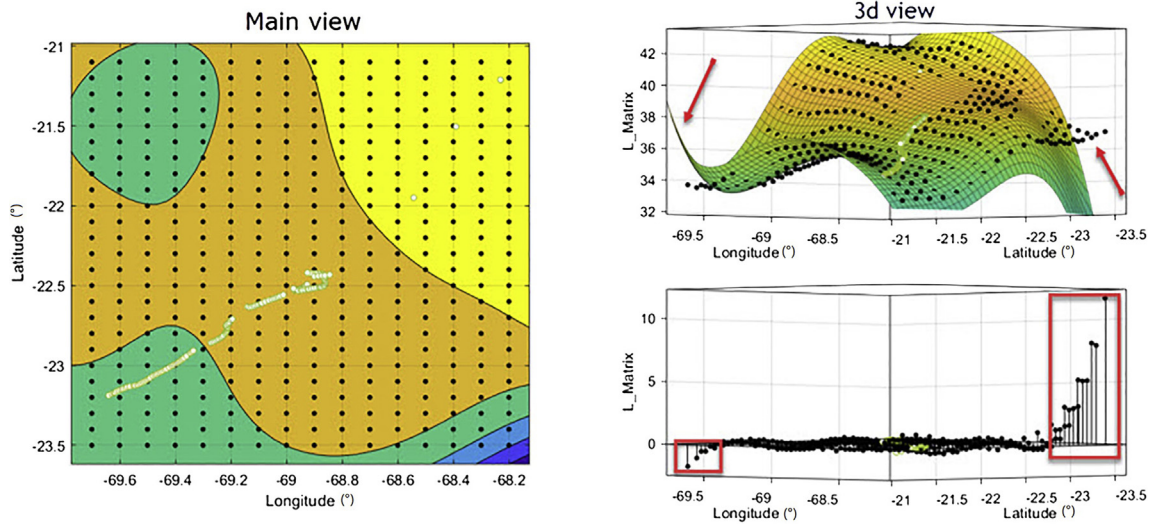 Main view
-21
-21.5
-22
-22.5
-23
-23.5
Latitude (°)
-69.6 -69.4 -69.2 -69 -68.8 -68.6 -68.4 -68.2
Longitude (°)
3d view
42
40
38
36
34
32
L_Matrix
-69.5 -69 -68.5 -21 -21.5 -22 -22.5 -23 -23.5
Longitude (°) Latitude (°)
10
5
0
L_Matrix
-69.5 -69 -68.5 -21 -21.5 -22 -22.5 -23 -23.5
Longitude (°) Latitude (°)